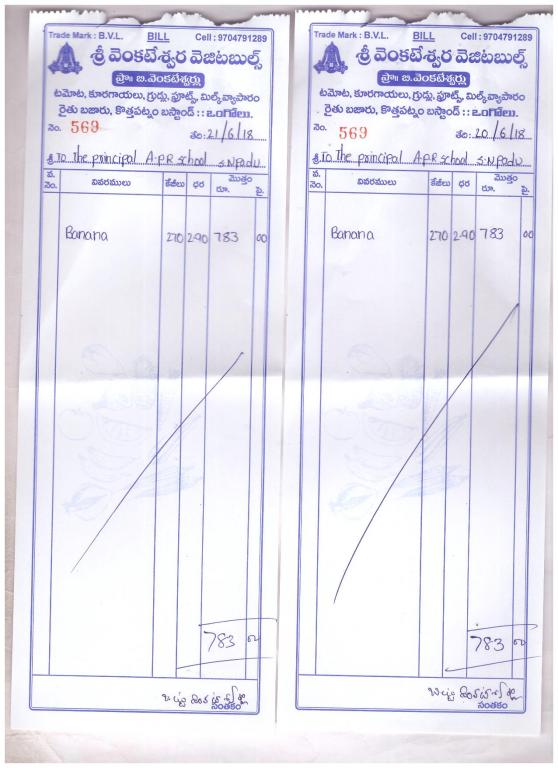 Trade Mark : B.V.L. BILL Cell : 9704791289
శ్రీ వెంకటేశ్వర వెజిటబుల్స్
ప్రొః బి.వెంకటేశ్వర్లు
టమోట, కూరగాయలు, గ్రుడ్లు, ఫ్రూట్స్, మిల్క్‌వ్యాపారం
రైతు బజారు, కొత్తపట్నం బస్టాండ్ :: ఒంగోలు.
నెం. 569 తం: 21/6/18
శ్రీ To The principal A.P.R School S.N.Padu
వ. నెం. వివరములు కేజీలు ధర మొత్తం రూ. పై.
Banana 270 2-90 783 00
783 00
సంతకం
Trade Mark : B.V.L. BILL Cell : 9704791289
శ్రీ వెంకటేశ్వర వెజిటబుల్స్
ప్రొః బి.వెంకటేశ్వర్లు
టమోట, కూరగాయలు, గ్రుడ్లు, ఫ్రూట్స్, మిల్క్‌వ్యాపారం
రైతు బజారు, కొత్తపట్నం బస్టాండ్ :: ఒంగోలు.
నెం. 569 తం: 20/6/18
శ్రీ To The principal A.P.R School S.N.Padu
వ. నెం. వివరములు కేజీలు ధర మొత్తం రూ. పై.
Banana 270 2-90 783 00
783 00
సంతకం